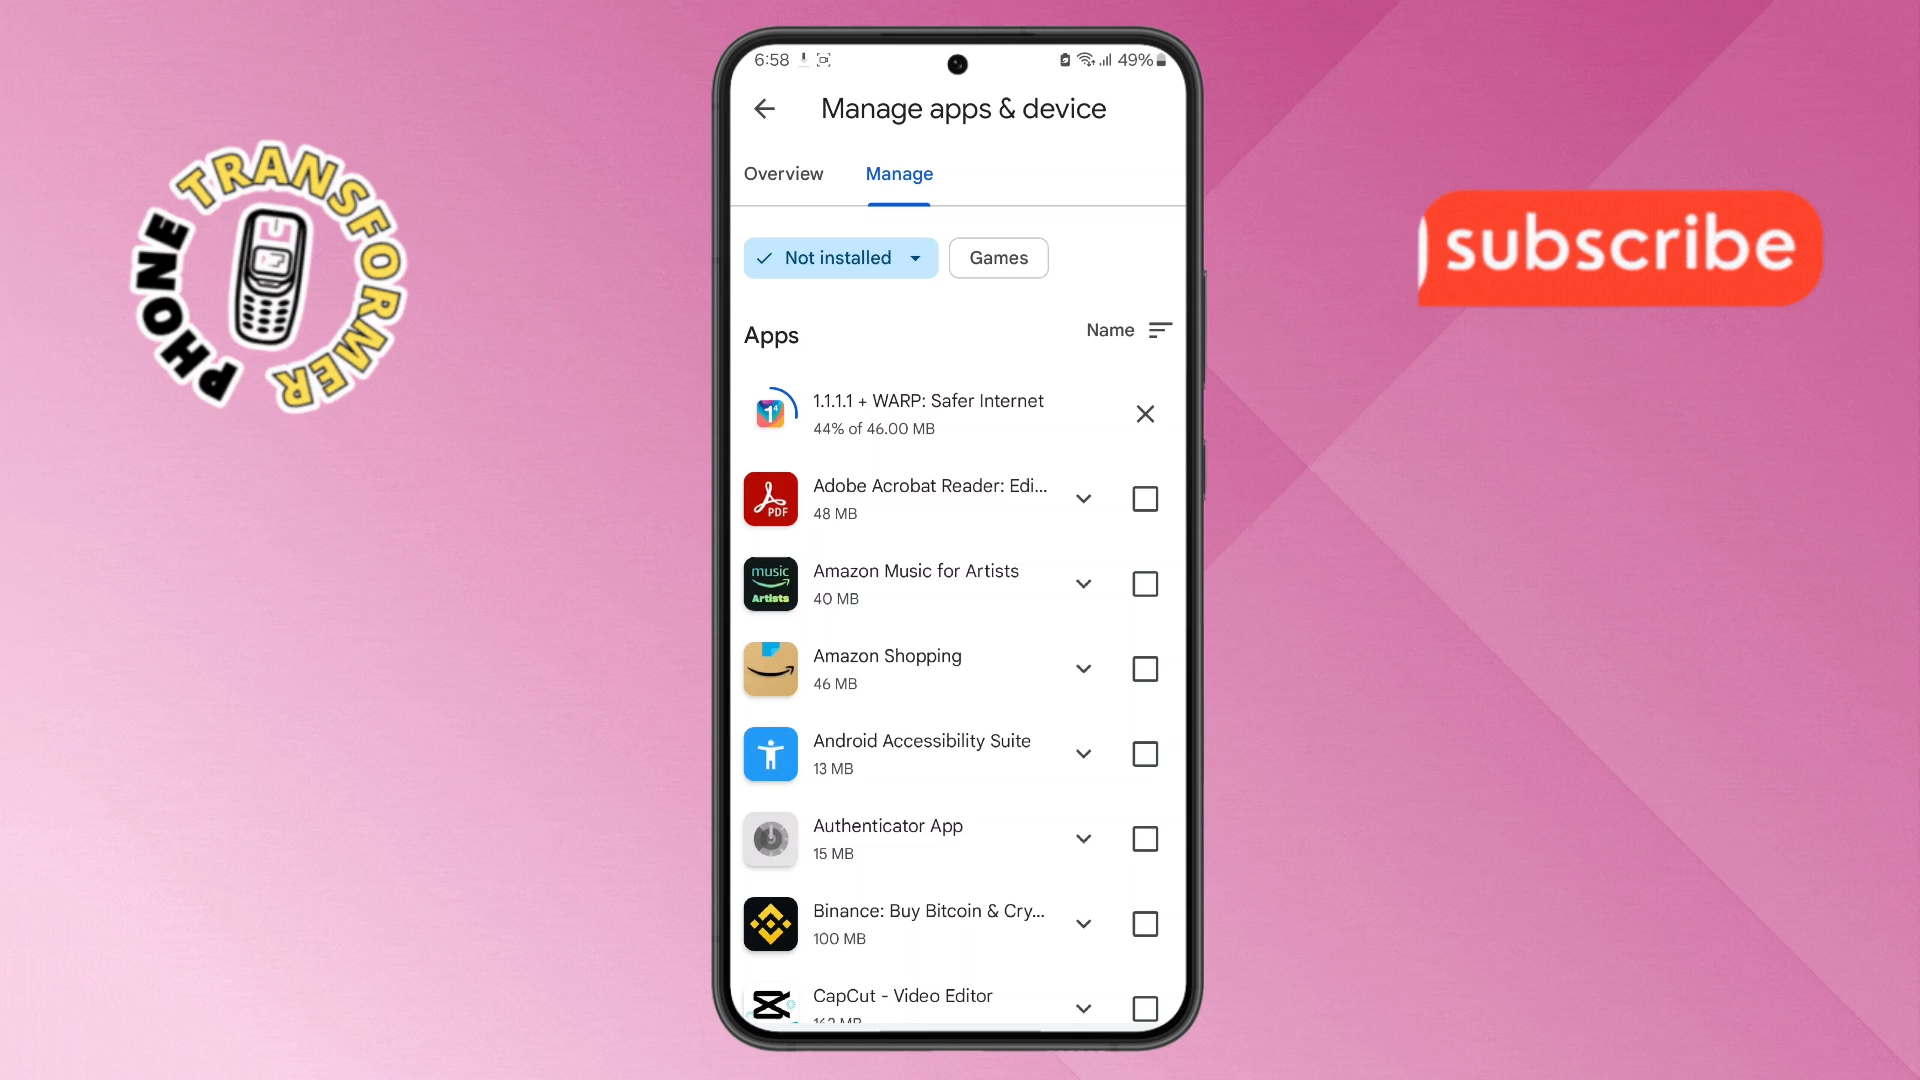 PHONE TRANSFORMER
subscribe
6:58
49%
Manage apps & device
Overview
Manage
Not installed
Games
Apps
Name
1.1.1.1 + WARP: Safer Internet
44% of 46.00 MB
Adobe Acrobat Reader: Edi...
48 MB
PDF
Amazon Music for Artists
40 MB
music
Artists
Amazon Shopping
46 MB
Android Accessibility Suite
13 MB
Authenticator App
15 MB
Binance: Buy Bitcoin & Cry...
100 MB
CapCut - Video Editor